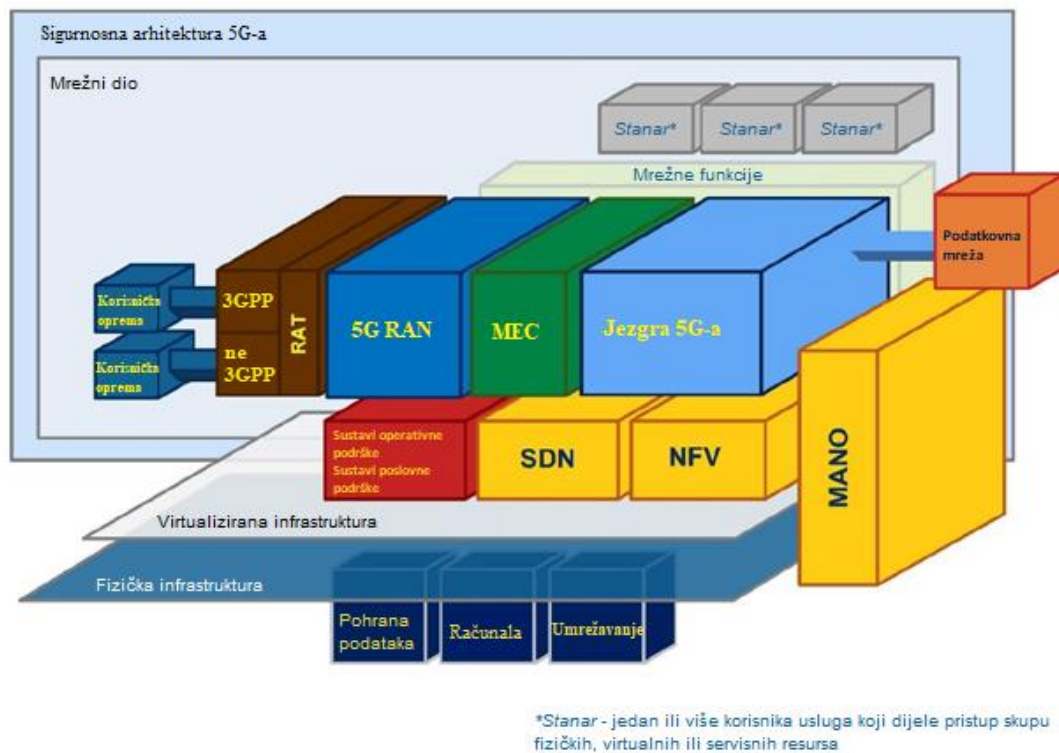 Sigurnosna arhitektura 5G-a
Mrežni dio
Stanar*
Stanar*
Stanar*
Mrežne funkcije
Podatkovna
mreža
Korisnička
oprema
Korisnička
oprema
3GPP
ne
3GPP
RAT
5G RAN
MEC
Jezgra 5G-a
Sustavi operativne
podrške
Sustavi poslovne
podrške
SDN
NFV
MANO
Virtualizirana infrastruktura
Fizička infrastruktura
Pohrana
podataka
Računala
Umrežavanje
*Stanar - jedan ili više korisnika usluga koji dijele pristup skupu
fizičkih, virtualnih ili servisnih resursa